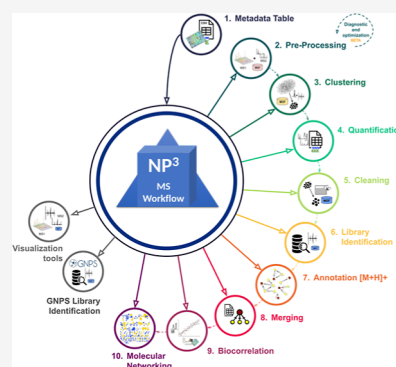 1. Metadata Table
Diagnostic
and
optimization
2. Pre-Processing
3. Clustering
4. Quantification
NP³
MS
Workflow
5. Cleaning
6. Library
Identification
Visualization
tools
GNPS
GNPS Library
Identification
7. Annotation [M+H]+
8. Merging
9. Biocorrelation
10. Molecular
Networking